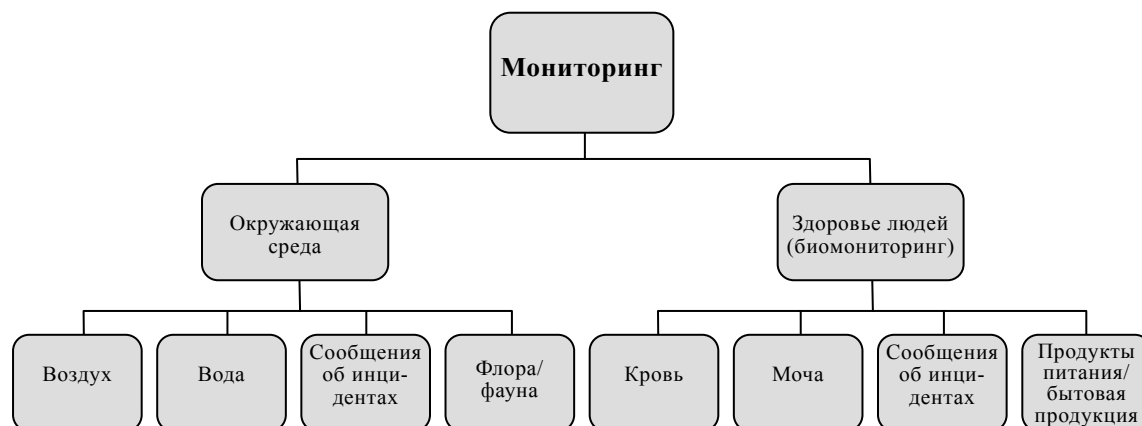 Мониторинг
Окружающая
среда
Здоровье людей
(биомониторинг)
Воздух
Вода
Сообщения
об инци-
дентах
Флора/
фауна
Кровь
Моча
Сообщения
об инци-
дентах
Продукты
питания/
бытовая
продукция